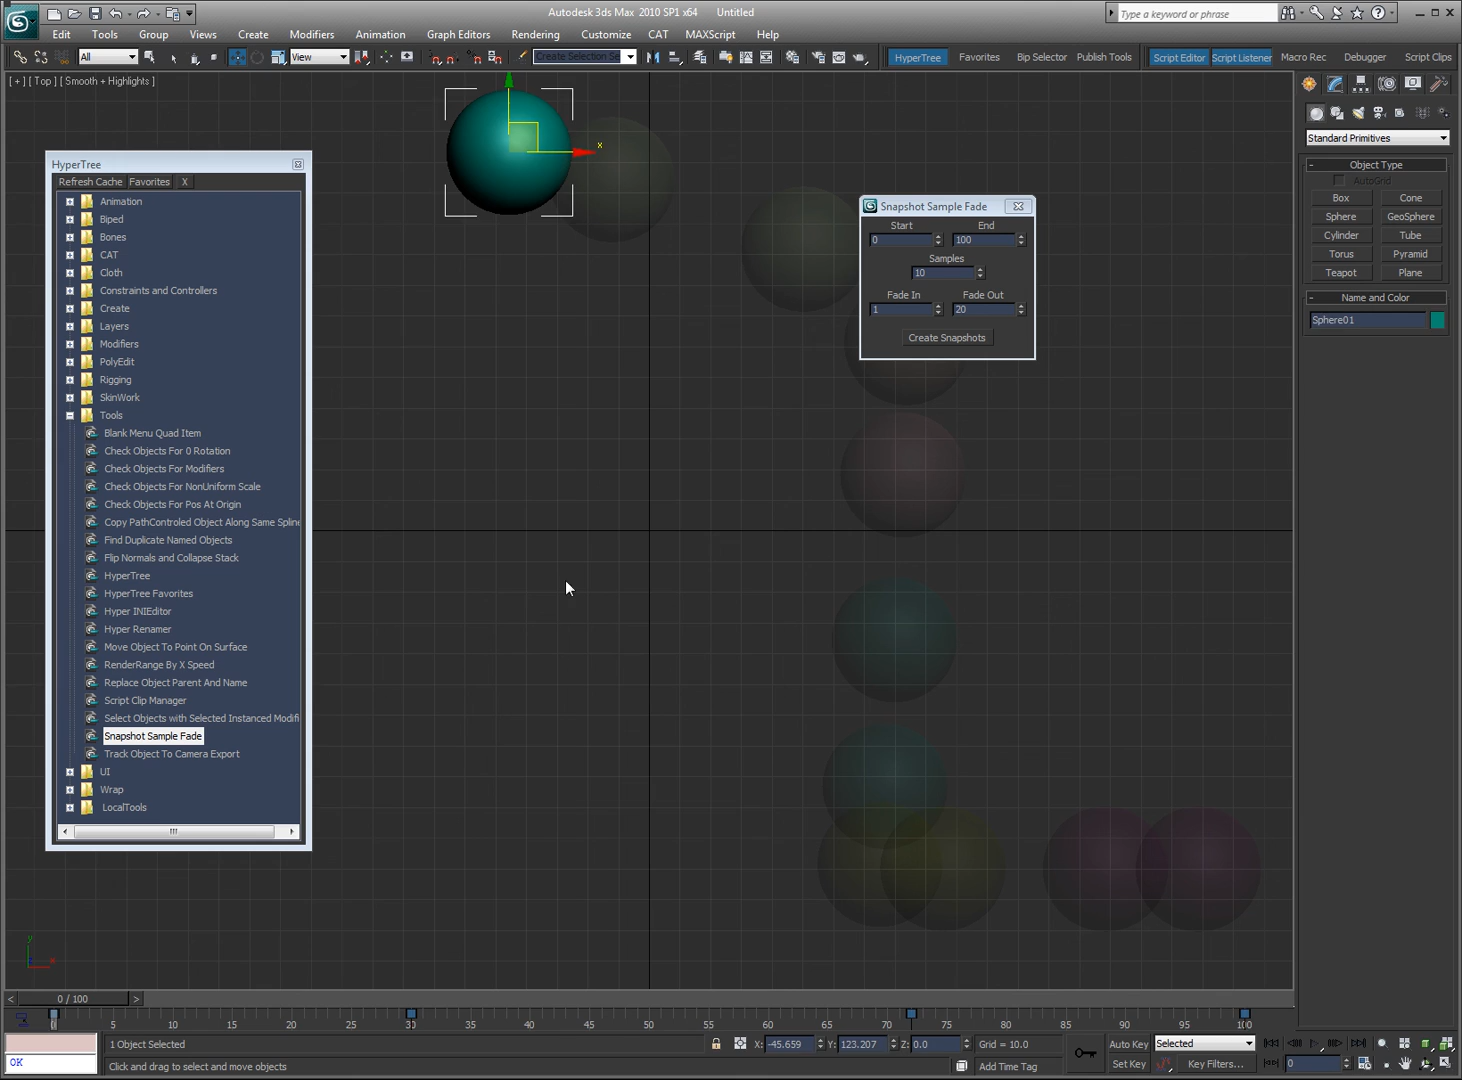 Autodesk 3ds Max 2010 SP1 x64    Untitled
Type a keyword or phrase
Edit Tools Group Views Create Modifiers Animation Graph Editors Rendering Customize CAT MAXScript Help
All View Create Selection Se HyperTree Favorites Bip Selector Publish Tools Script Editor Script Listener Macro Rec Debugger Script Clips
[ + ] [ Top ] [ Smooth + Highlights ]
x
HyperTree
Refresh Cache Favorites X
Animation
Biped
Bones
CAT
Cloth
Constraints and Controllers
Create
Layers
Modifiers
PolyEdit
Rigging
SkinWork
Tools
Blank Menu Quad Item
Check Objects For 0 Rotation
Check Objects For Modifiers
Check Objects For NonUniform Scale
Check Objects For Pos At Origin
Copy PathControled Object Along Same Spline
Find Duplicate Named Objects
Flip Normals and Collapse Stack
HyperTree
HyperTree Favorites
Hyper INIEditor
Hyper Renamer
Move Object To Point On Surface
RenderRange By X Speed
Replace Object Parent And Name
Script Clip Manager
Select Objects with Selected Instanced Modifi
Snapshot Sample Fade
Track Object To Camera Export
UI
Wrap
LocalTools
Snapshot Sample Fade
Start End
0 100
Samples
10
Fade In Fade Out
1 20
Create Snapshots
Standard Primitives
- Object Type
AutoGrid
Box Cone
Sphere GeoSphere
Cylinder Tube
Torus Pyramid
Teapot Plane
- Name and Color
Sphere01
y
x
< 0 / 100 >
0 5 10 15 20 25 30 35 40 45 50 55 60 65 70 75 80 85 90 95 100
1 Object Selected X: -45.659 Y: 123.207 Z: 0.0 Grid = 10.0 Auto Key Selected
OK
Click and drag to select and move objects Add Time Tag Set Key Key Filters... 0